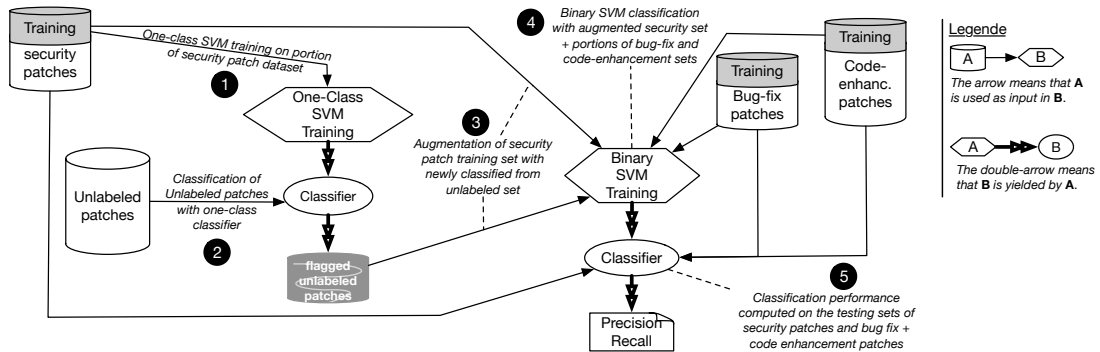 Training
security
patches
One-class SVM training on portion
of security patch dataset
1
One-Class
SVM
Training
Unlabeled
patches
Classification of
Unlabeled patches
with one-class
classifier
2
Classifier
flagged
unlabeled
patches
3
Augmentation of security
patch training set with
newly classified from
unlabeled set
4
Binary SVM classification
with augmented security set
+ portions of bug-fix and
code-enhancement sets
Binary
SVM
Training
Training
Bug-fix
patches
Training
Code-
enhanc.
patches
Classifier
Precision
Recall
5
Classification performance
computed on the testing sets of
security patches and bug fix +
code enhancement patches
Legende
A
B
The arrow means that A
is used as input in B.
A
B
The double-arrow means
that B is yielded by A.